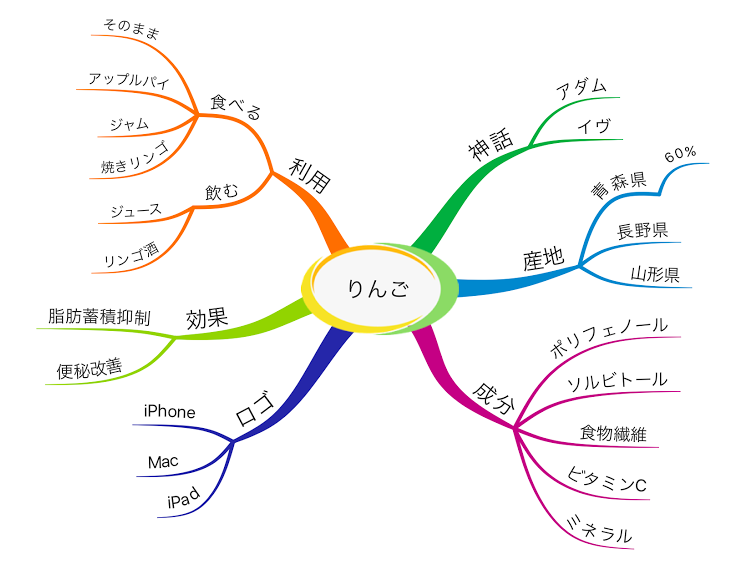 りんご
神話
アダム
イヴ
産地
青森県
60%
長野県
山形県
成分
ポリフェノール
ソルビトール
食物繊維
ビタミンC
ミネラル
ロゴ
iPhone
Mac
iPad
効果
脂肪蓄積抑制
便秘改善
利用
食べる
そのまま
アップルパイ
ジャム
焼きリンゴ
飲む
ジュース
リンゴ酒